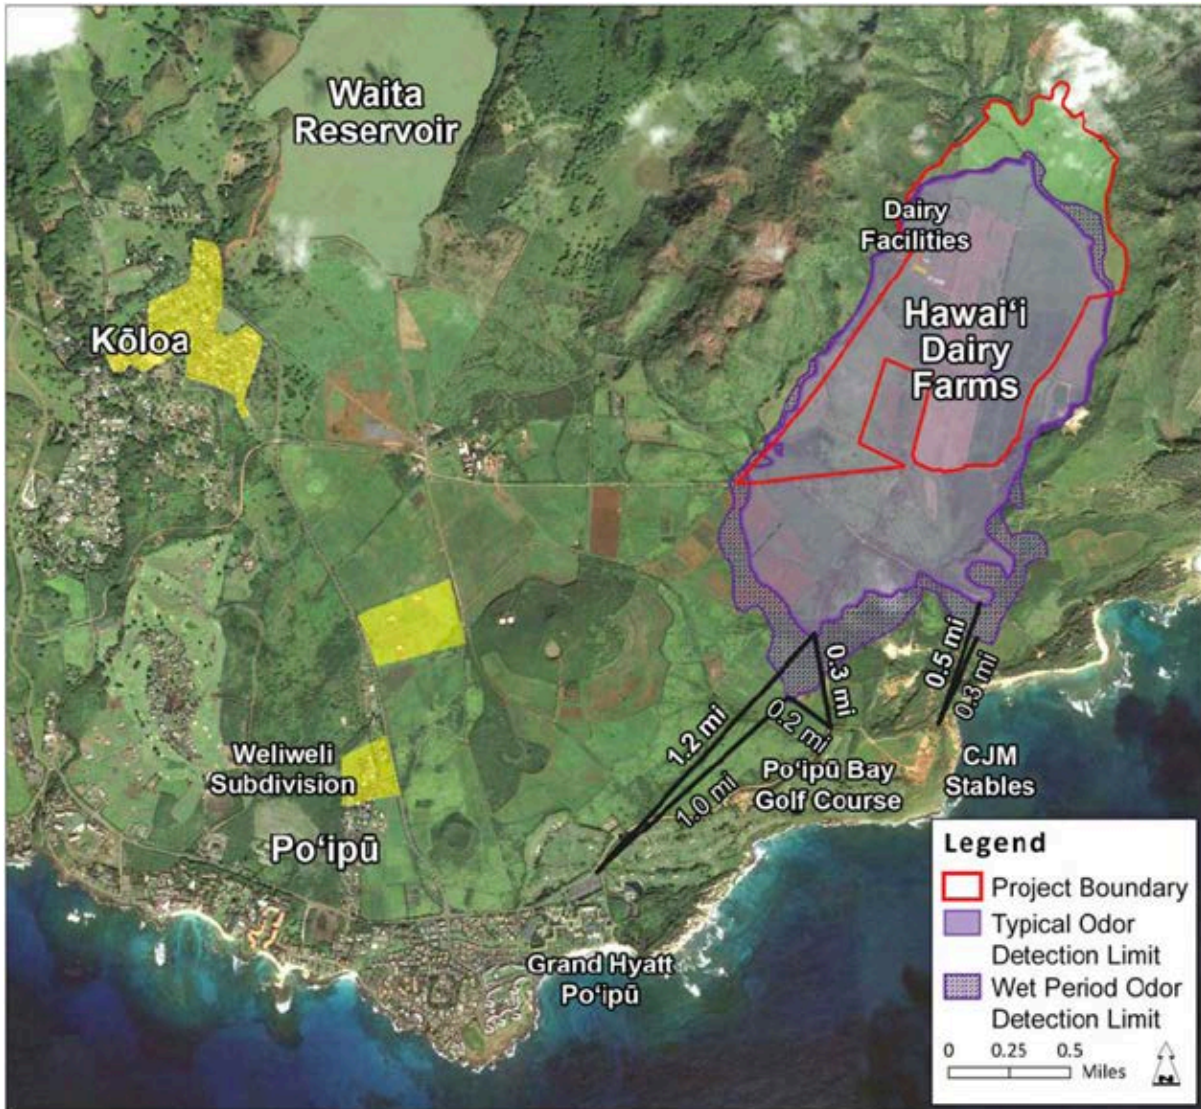 Waita
Reservoir
Dairy
Facilities
Hawai‘i
Dairy
Farms
Kōloa
0.3 mi
0.5 mi
0.3 mi
1.2 mi
0.2 mi
1.0 mi
Weliweli
Subdivision
Po‘ipū Bay
Golf Course
CJM
Stables
Po‘ipū
Grand Hyatt
Po‘ipū
Legend
Project Boundary
Typical Odor
Detection Limit
Wet Period Odor
Detection Limit
0 0.25 0.5
Miles
N